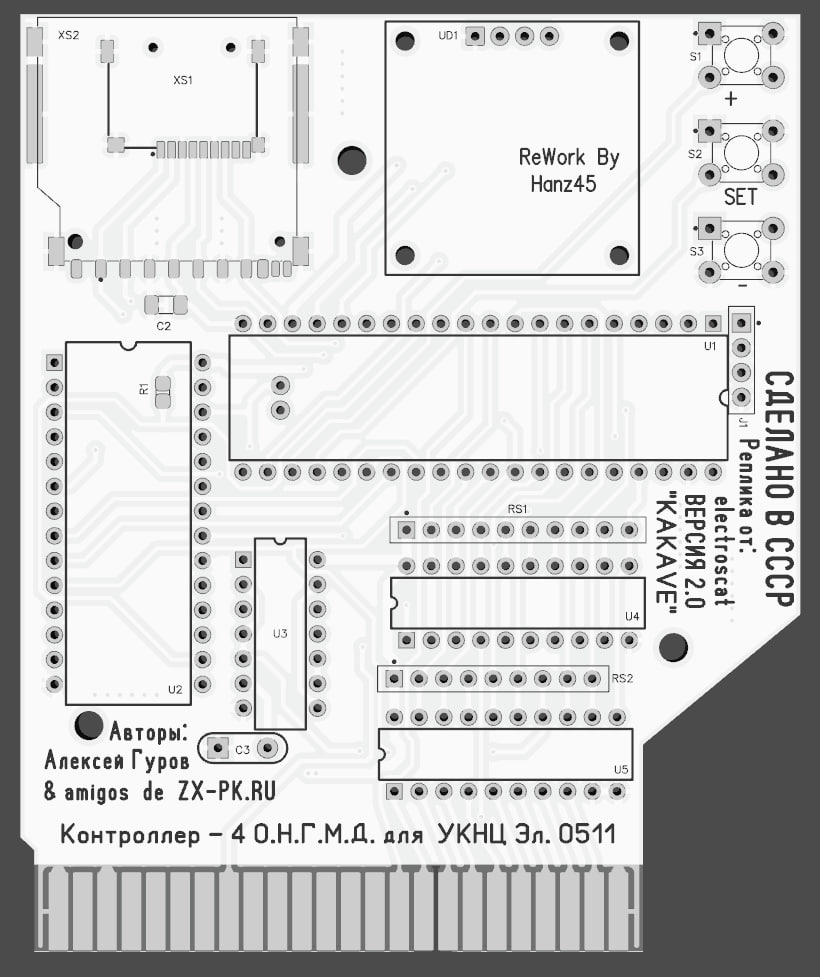 XS2
XS1
UD1
S1
+
S2
ReWork By
Hanz45
SET
S3
-
C2
U1
R1
J1
СДЕЛАНО В СССР
Реплика от:
electroscat
ВЕРСИЯ 2.0
"KAKAVE"
RS1
U4
U3
RS2
U2
Авторы:
Алексей Гуров
& amigos de ZX-PK.RU
C3
U5
Контроллер - 4 О.Н.Г.М.Д. для УКНЦ Эл. 0511